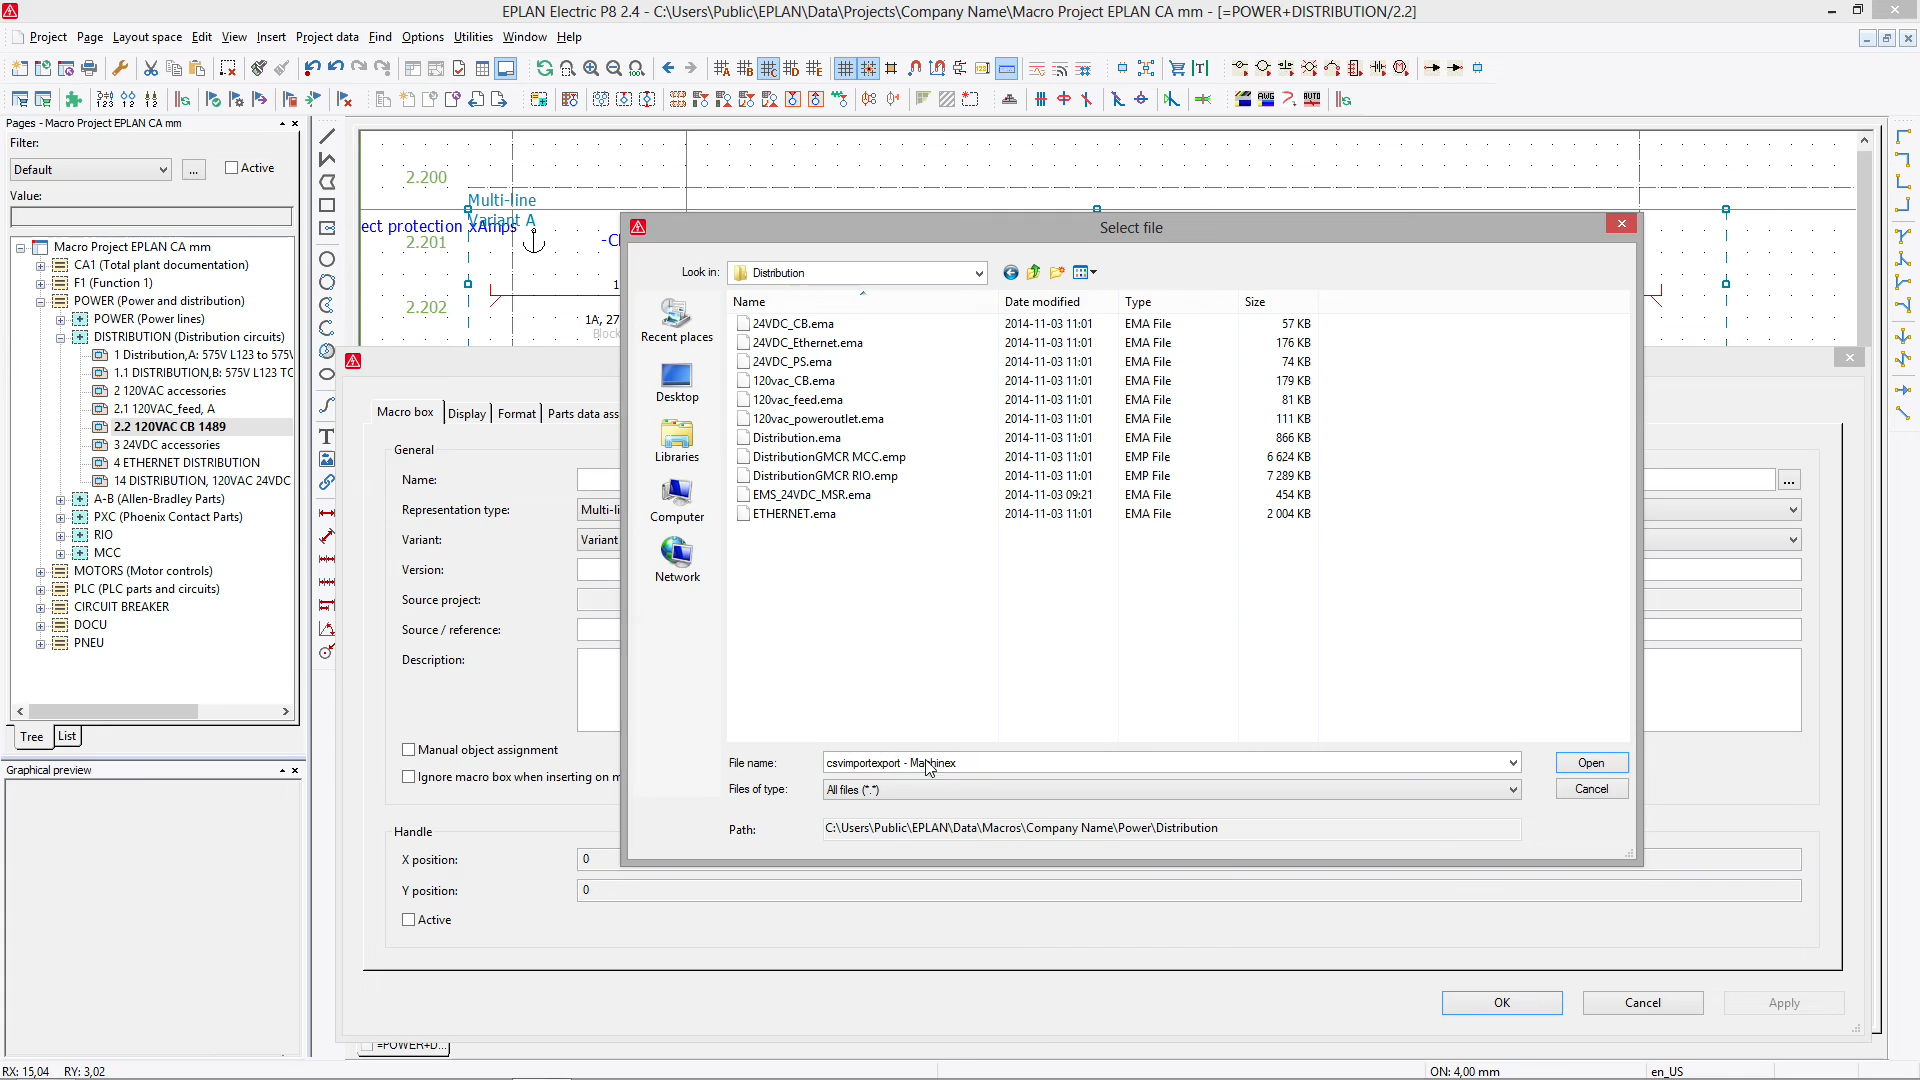 EPLAN Electric P8 2.4 - C:\Users\Public\EPLAN\Data\Projects\Company Name\Macro Project EPLAN CA mm - [=POWER+DISTRIBUTION/2.2]
Project Page Layout space Edit View Insert Project data Find Options Utilities Window Help
Pages - Macro Project EPLAN CA mm
Filter:
Default
...
Active
Value:
Macro Project EPLAN CA mm
CA1 (Total plant documentation)
F1 (Function 1)
POWER (Power and distribution)
POWER (Power lines)
DISTRIBUTION (Distribution circuits)
1 Distribution,A: 575V L123 to 575V
1.1 DISTRIBUTION,B: 575V L123 TC
2 120VAC accessories
2.1 120VAC_feed, A
2.2 120VAC CB 1489
3 24VDC accessories
4 ETHERNET DISTRIBUTION
14 DISTRIBUTION, 120VAC 24VDC
A-B (Allen-Bradley Parts)
PXC (Phoenix Contact Parts)
RIO
MCC
MOTORS (Motor controls)
PLC (PLC parts and circuits)
CIRCUIT BREAKER
DOCU
PNEU
Tree
List
Graphical preview
2.200
Multi-line
Variant A
ect protection xAmps
2.201
-C
1
2.202
1A, 27
Block
Macro box
Display
Format
Parts data ass
General
Name:
Representation type:
Multi-li
Variant:
Variant
Version:
Source project:
Source / reference:
Description:
Manual object assignment
Ignore macro box when inserting on m
Handle
X position:
0
Y position:
0
Active
...
OK
Cancel
Apply
Select file
Look in:
Distribution
Recent places
Desktop
Libraries
Computer
Network
Name Date modified Type Size
24VDC_CB.ema 2014-11-03 11:01 EMA File 57 KB
24VDC_Ethernet.ema 2014-11-03 11:01 EMA File 176 KB
24VDC_PS.ema 2014-11-03 11:01 EMA File 74 KB
120vac_CB.ema 2014-11-03 11:01 EMA File 179 KB
120vac_feed.ema 2014-11-03 11:01 EMA File 81 KB
120vac_poweroutlet.ema 2014-11-03 11:01 EMA File 111 KB
Distribution.ema 2014-11-03 11:01 EMA File 866 KB
DistributionGMCR MCC.emp 2014-11-03 11:01 EMP File 6 624 KB
DistributionGMCR RIO.emp 2014-11-03 11:01 EMP File 7 289 KB
EMS_24VDC_MSR.ema 2014-11-03 09:21 EMA File 454 KB
ETHERNET.ema 2014-11-03 11:01 EMA File 2 004 KB
File name:
csvimportexport - Machinex
Open
Files of type:
All files (*.*)
Cancel
Path:
C:\Users\Public\EPLAN\Data\Macros\Company Name\Power\Distribution
=POWER+D...
RX: 15,04 RY: 3,02
ON: 4,00 mm
en_US